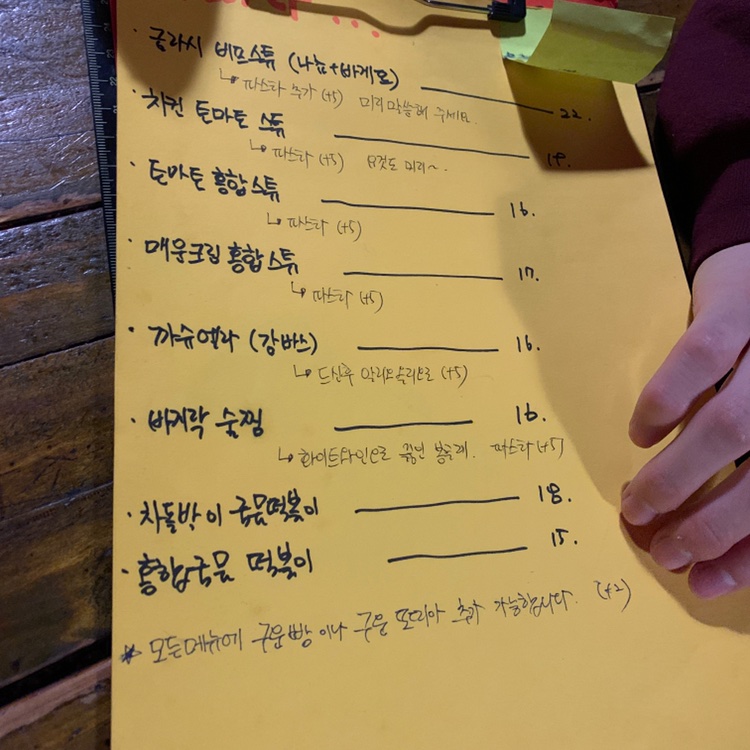 · 굴라시 비프스튜 (나쵸+바게트) 22.
↳ 파스타 추가 (+5) 미리 말씀해 주세요.
· 치킨 토마토 스튜 19.
↳ 파스타 (+5) 요것도 미리~.
· 토마토 홍합스튜 16.
↳ 파스타 (+5)
· 매운크림 홍합스튜 17.
↳ 파스타 (+5)
· 까슈엘라 (감바스) 16.
↳ 드신후 알리오올리오로 (+5)
· 바지락 술찜 16.
↳ 화이트와인으로 끓인 봉골레. 파스타 (+5)
· 차돌박이 국물떡볶이 18.
· 홍합국물 떡볶이 15.
* 모든메뉴에 구운빵 이나 구운 또띠아 추가 가능합니다. (+2)